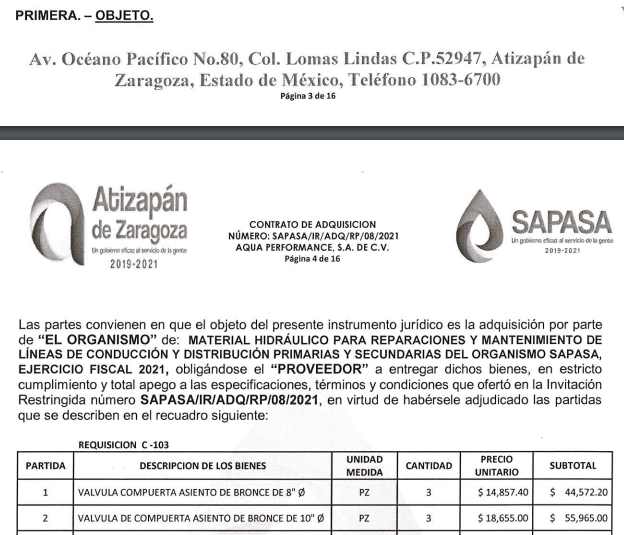 PRIMERA. – OBJETO.
Av. Océano Pacífico No.80, Col. Lomas Lindas C.P.52947, Atizapán de
Zaragoza, Estado de México, Teléfono 1083-6700
Página 3 de 16
Atizapán
de Zaragoza
Un gobierno eficaz al servicio de la gente
2019-2021
CONTRATO DE ADQUISICION
NÚMERO: SAPASA/IR/ADQ/RP/08/2021
AQUA PERFORMANCE, S.A. DE C.V.
Página 4 de 16
SAPASA
Un gobierno eficaz al servicio de la gente
2019-2021
Las partes convienen en que el objeto del presente instrumento jurídico es la adquisición por parte
de “EL ORGANISMO” de: MATERIAL HIDRÁULICO PARA REPARACIONES Y MANTENIMIENTO DE
LÍNEAS DE CONDUCCIÓN Y DISTRIBUCIÓN PRIMARIAS Y SECUNDARIAS DEL ORGANISMO SAPASA,
EJERCICIO FISCAL 2021, obligándose el “PROVEEDOR” a entregar dichos bienes, en estricto
cumplimiento y total apego a las especificaciones, términos y condiciones que ofertó en la Invitación
Restringida número SAPASA/IR/ADQ/RP/08/2021, en virtud de habérsele adjudicado las partidas
que se describen en el recuadro siguiente:
REQUISICION C -103
PARTIDA DESCRIPCION DE LOS BIENES UNIDAD MEDIDA CANTIDAD PRECIO UNITARIO SUBTOTAL
1 VALVULA COMPUERTA ASIENTO DE BRONCE DE 8" Ø PZ 3 $ 14,857.40 $ 44,572.20
2 VALVULA DE COMPUERTA ASIENTO DE BRONCE DE 10" Ø PZ 3 $ 18,655.00 $ 55,965.00